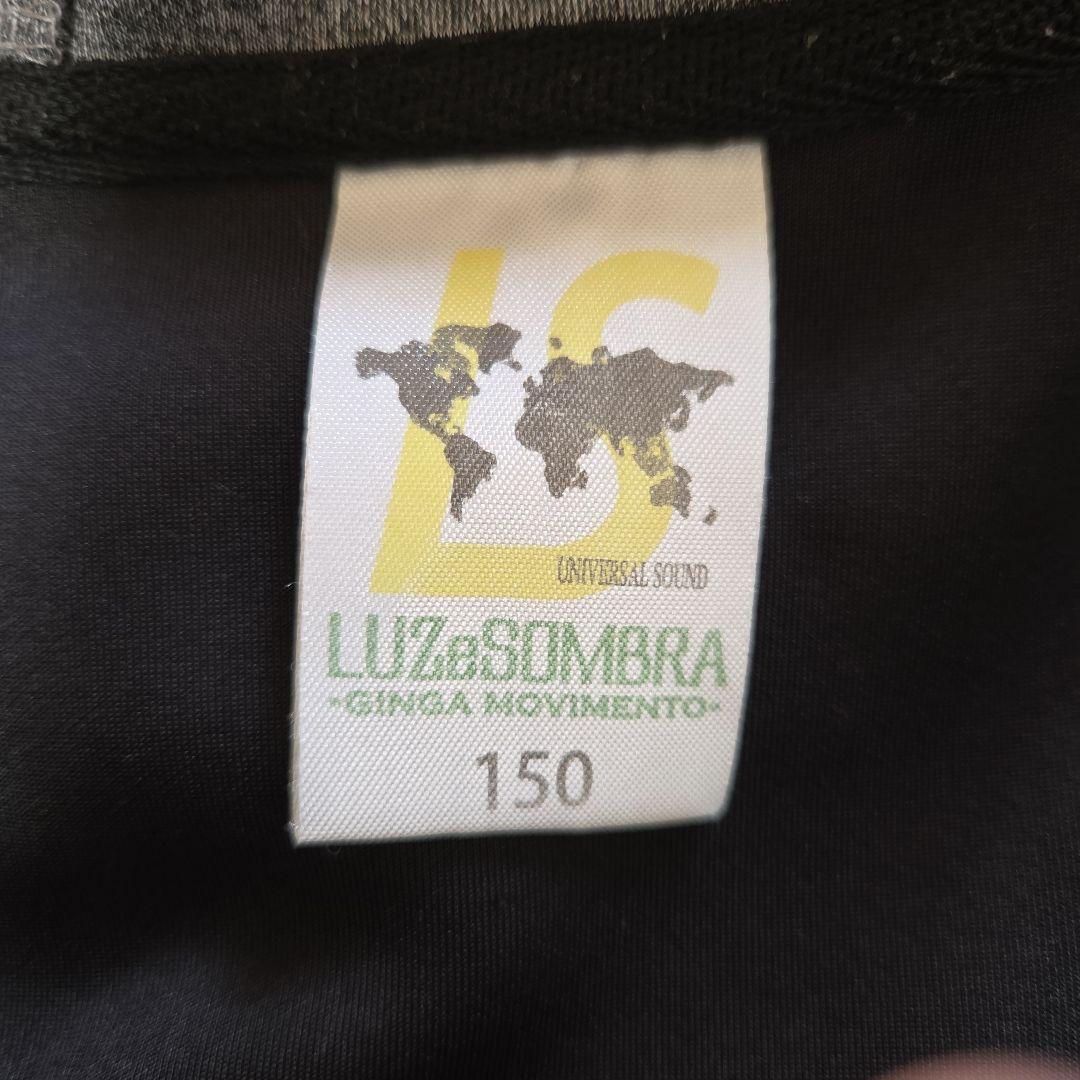 LS
UNIVERSAL SOUND
LUZeSOMBRA
•GINGA MOVIMENTO•
150